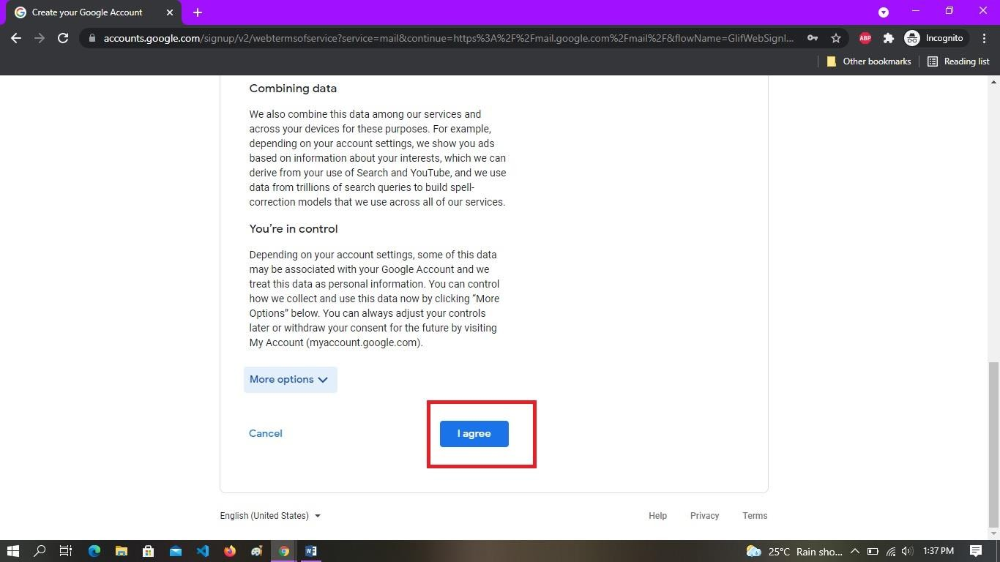 Create your Google Account
accounts.google.com/signup/v2/webtermsofservice?service=mail&continue=https%3A%2F%2Fmail.google.com%2Fmail%2F&flowName=GlifWebSignI...
ABP
Incognito
Other bookmarks
Reading list
Combining data
We also combine this data among our services and
across your devices for these purposes. For example,
depending on your account settings, we show you ads
based on information about your interests, which we can
derive from your use of Search and YouTube, and we use
data from trillions of search queries to build spell-
correction models that we use across all of our services.
You're in control
Depending on your account settings, some of this data
may be associated with your Google Account and we
treat this data as personal information. You can control
how we collect and use this data now by clicking “More
Options” below. You can always adjust your controls
later or withdraw your consent for the future by visiting
My Account (myaccount.google.com).
More options
Cancel
I agree
English (United States)
Help
Privacy
Terms
25°C Rain sho...
1:37 PM